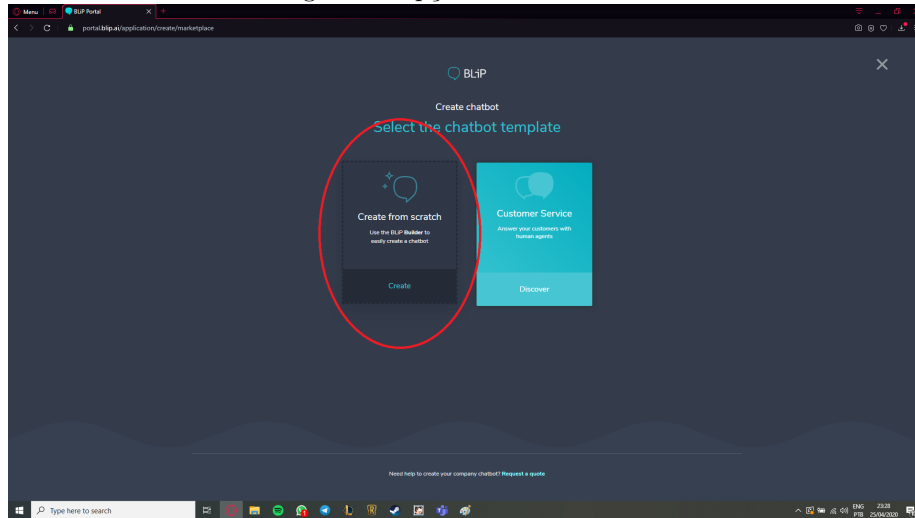 Menu
BLiP Portal
portal.blip.ai/application/create/marketplace
BLiP
Create chatbot
Select the chatbot template
Create from scratch
Use the BLiP Builder to
easily create a chatbot
Create
Customer Service
Answer your customers with
human agents
Discover
Need help to create your company chatbot? Request a quote
Type here to search
ENG
PTB
23:28
25/04/2020